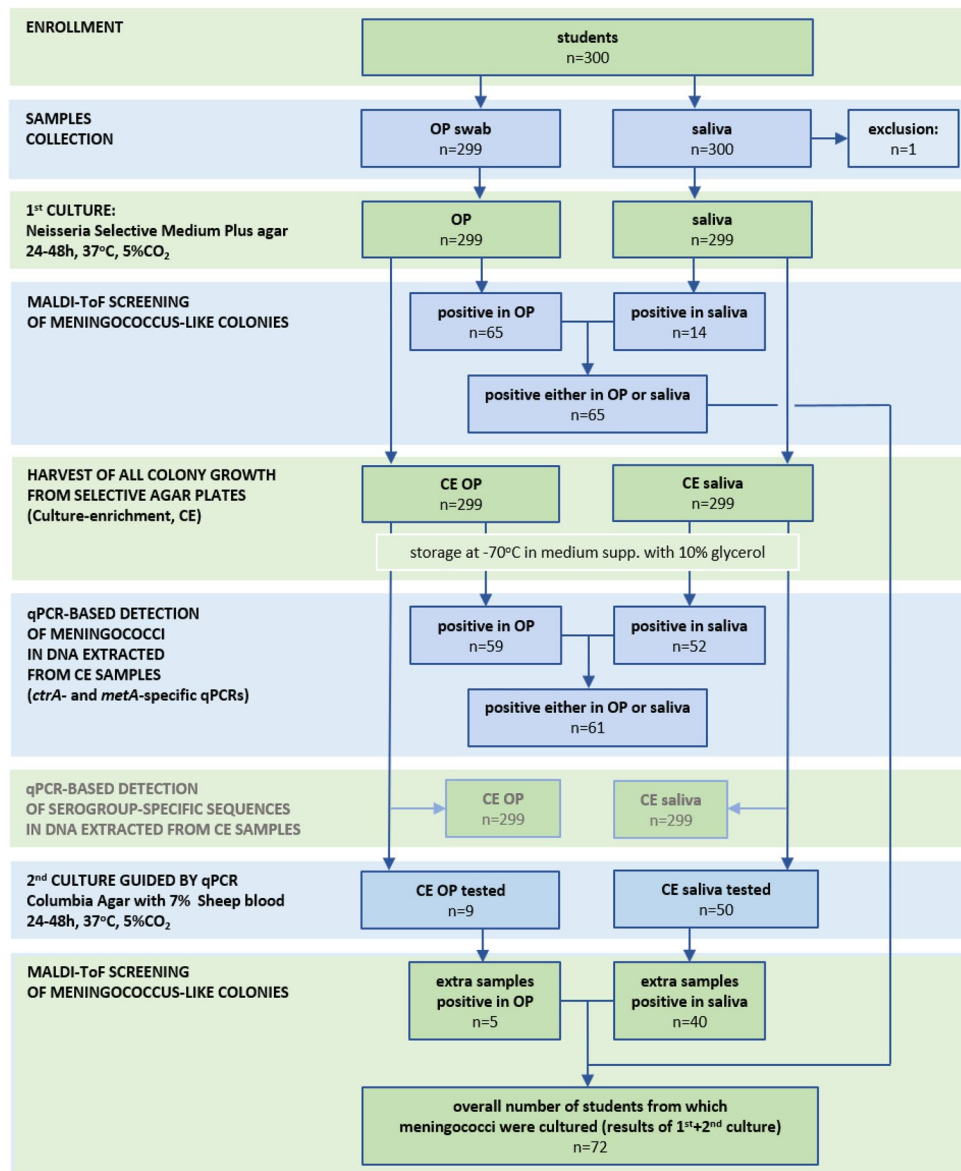 ENROLLMENT
students
n=300
SAMPLES
COLLECTION
OP swab
n=299
saliva
n=300
exclusion:
n=1
1st CULTURE:
Neisseria Selective Medium Plus agar
24-48h, 37oC, 5%CO2
OP
n=299
saliva
n=299
MALDI-ToF SCREENING
OF MENINGOCOCCUS-LIKE COLONIES
positive in OP
n=65
positive in saliva
n=14
positive either in OP or saliva
n=65
HARVEST OF ALL COLONY GROWTH
FROM SELECTIVE AGAR PLATES
(Culture-enrichment, CE)
CE OP
n=299
CE saliva
n=299
storage at -70oC in medium supp. with 10% glycerol
qPCR-BASED DETECTION
OF MENINGOCOCCI
IN DNA EXTRACTED
FROM CE SAMPLES
(ctrA- and metA-specific qPCRs)
positive in OP
n=59
positive in saliva
n=52
positive either in OP or saliva
n=61
qPCR-BASED DETECTION
OF SEROGROUP-SPECIFIC SEQUENCES
IN DNA EXTRACTED FROM CE SAMPLES
CE OP
n=299
CE saliva
n=299
2nd CULTURE GUIDED BY qPCR
Columbia Agar with 7% Sheep blood
24-48h, 37oC, 5%CO2
CE OP tested
n=9
CE saliva tested
n=50
MALDI-ToF SCREENING
OF MENINGOCOCCUS-LIKE COLONIES
extra samples
positive in OP
n=5
extra samples
positive in saliva
n=40
overall number of students from which
meningococci were cultured (results of 1st+2nd culture)
n=72